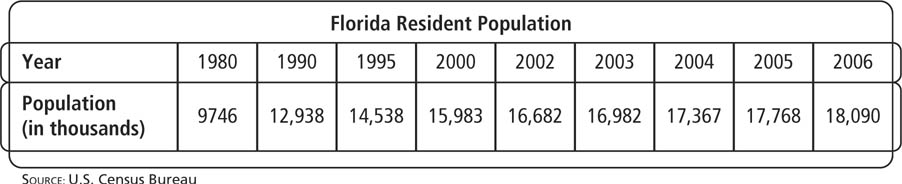 Florida Resident Population
Year 1980 1990 1995 2000 2002 2003 2004 2005 2006
Population (in thousands) 9746 12,938 14,538 15,983 16,682 16,982 17,367 17,768 18,090
SOURCE: U.S. Census Bureau